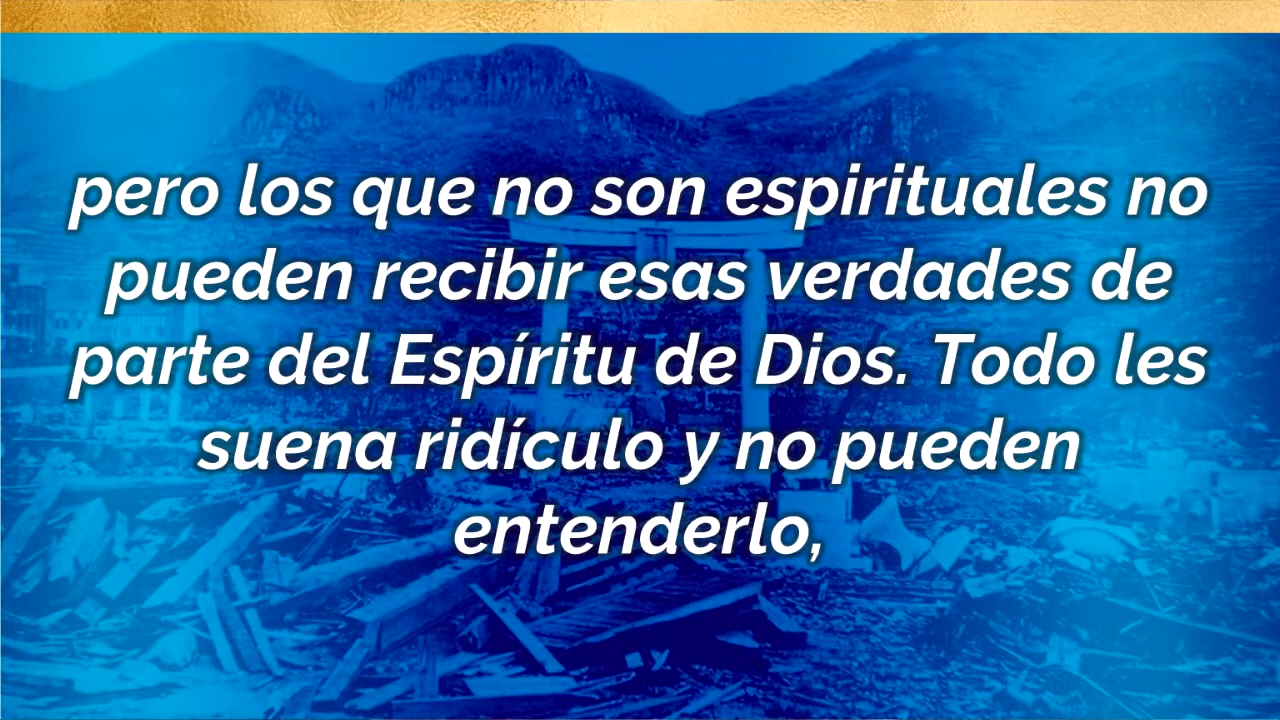 pero los que no son espirituales no
pueden recibir esas verdades de
parte del Espíritu de Dios. Todo les
suena ridículo y no pueden
entenderlo,